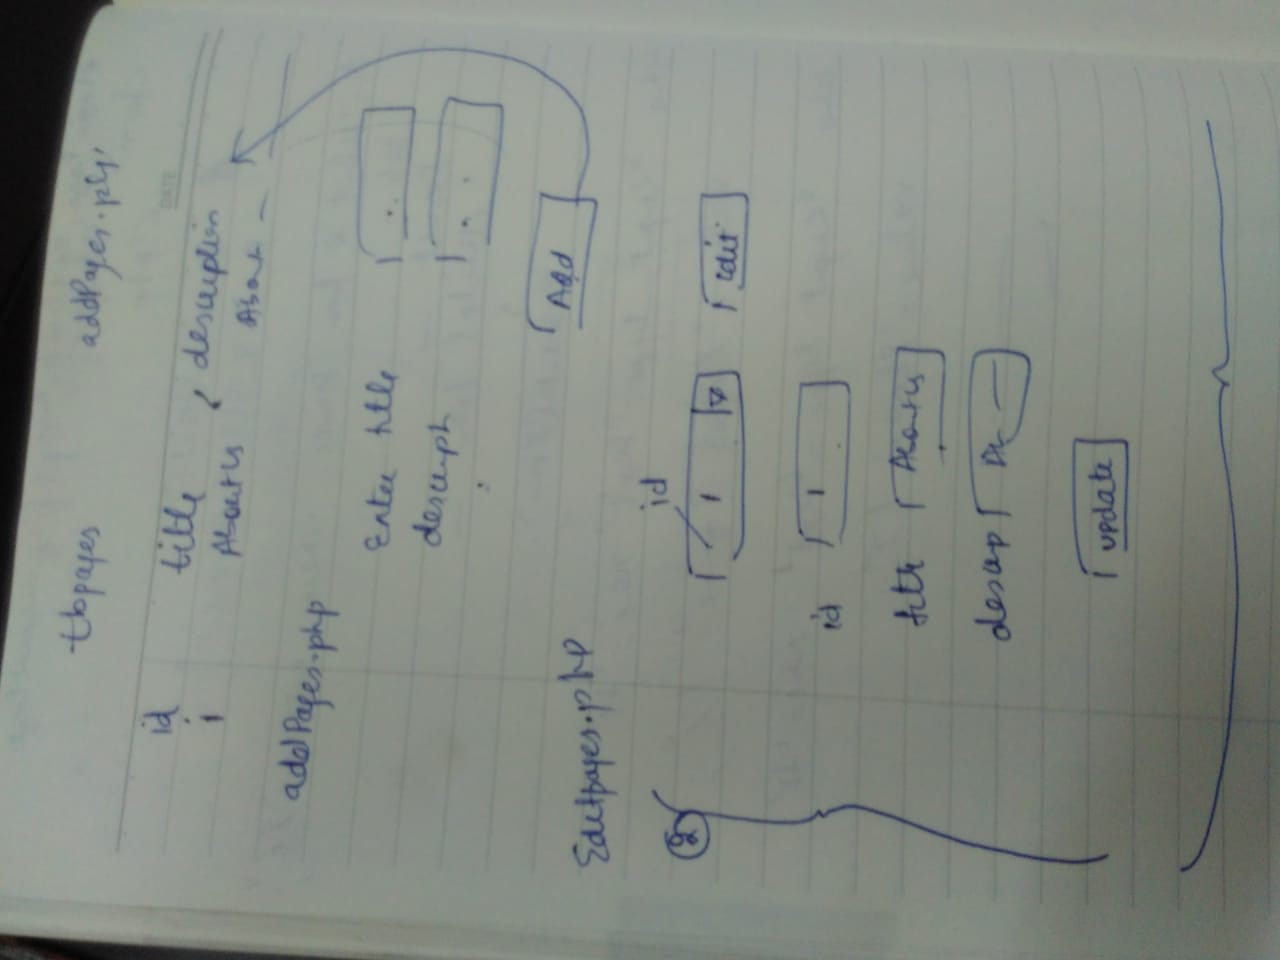 tbpages addPages.php
DATE
id title description
1 About us About —
addPages.php
Enter title
descript
Add
Editpages.php
id
2 1 Edit
id 1
title About us
descrip A
update